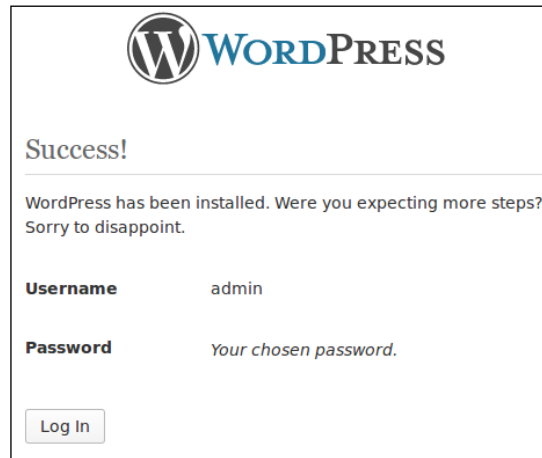 WORDPRESS
Success!
WordPress has been installed. Were you expecting more steps?
Sorry to disappoint.
Username admin
Password Your chosen password.
Log In